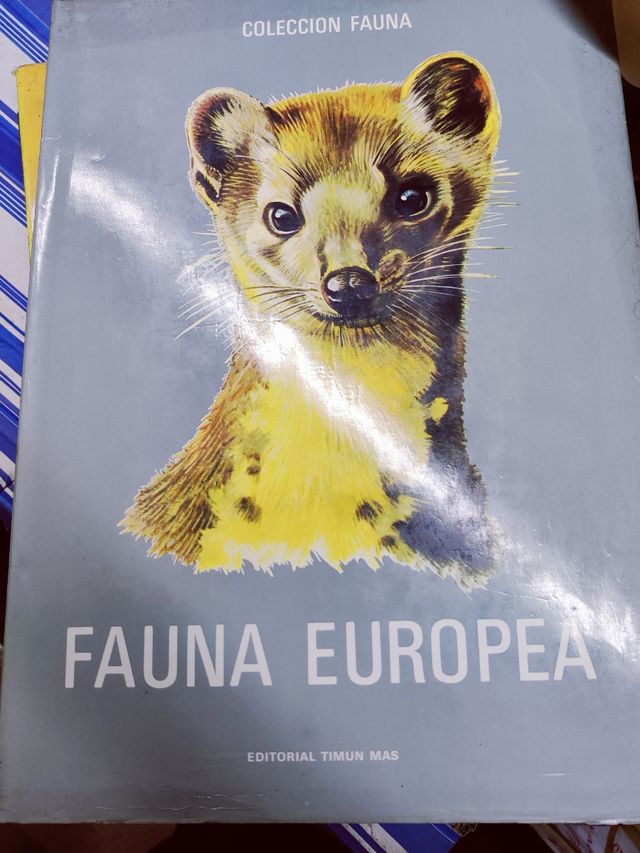 COLECCION FAUNA
FAUNA EUROPEA
EDITORIAL TIMUN MAS